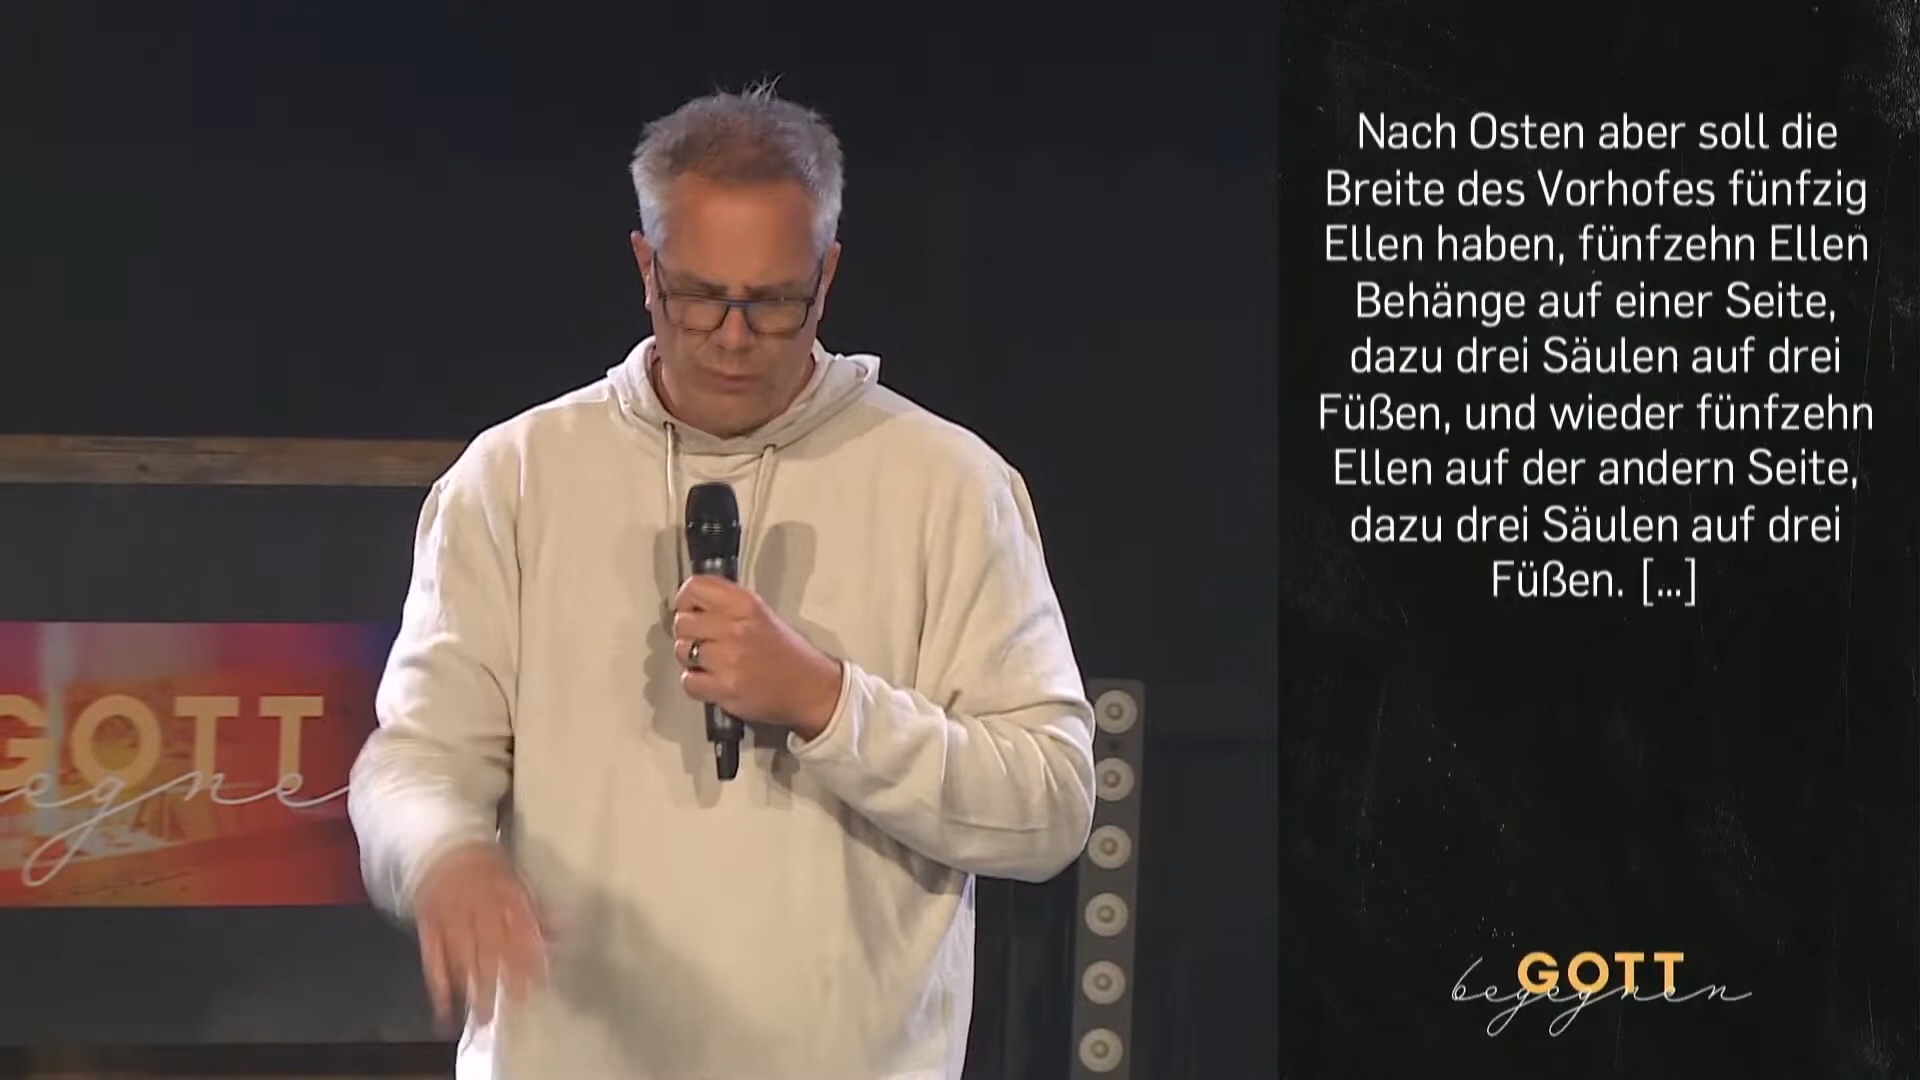 Nach Osten aber soll die
Breite des Vorhofes fünfzig
Ellen haben, fünfzehn Ellen
Behänge auf einer Seite,
dazu drei Säulen auf drei
Füßen, und wieder fünfzehn
Ellen auf der andern Seite,
dazu drei Säulen auf drei
Füßen. [...]
GOTT
begegnen
GOTT
egne